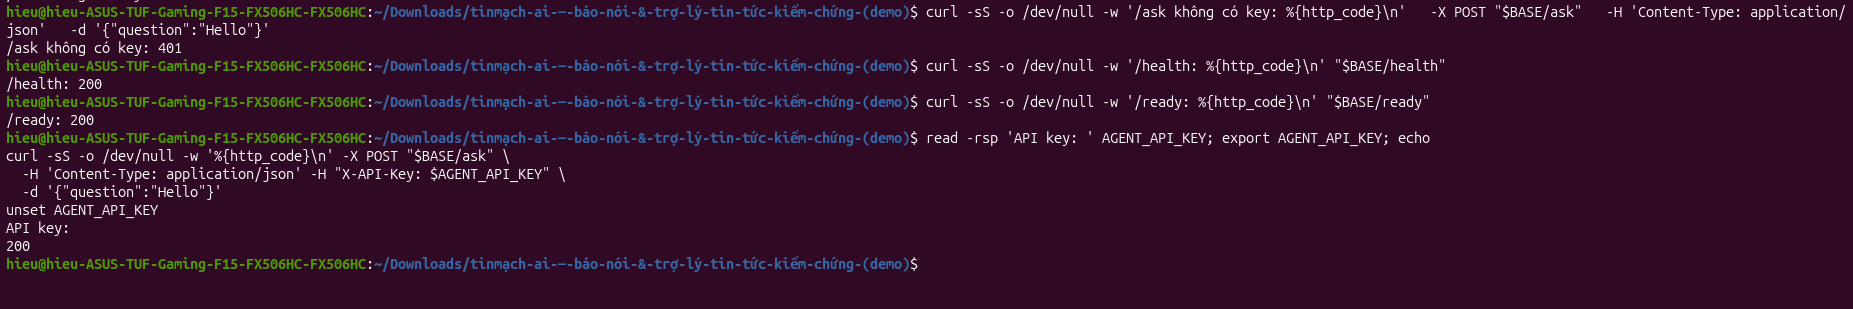 hieu@hieu-ASUS-TUF-Gaming-F15-FX506HC-FX506HC:~/Downloads/tinmạch-ai-—-báo-nói-&-trợ-lý-tin-tức-kiểm-chứng-(demo)$ curl -sS -o /dev/null -w '/ask không có key: %{http_code}\n'   -X POST "$BASE/ask"   -H 'Content-Type: application/
json'   -d '{"question":"Hello"}'
/ask không có key: 401
hieu@hieu-ASUS-TUF-Gaming-F15-FX506HC-FX506HC:~/Downloads/tinmạch-ai-—-báo-nói-&-trợ-lý-tin-tức-kiểm-chứng-(demo)$ curl -sS -o /dev/null -w '/health: %{http_code}\n' "$BASE/health"
/health: 200
hieu@hieu-ASUS-TUF-Gaming-F15-FX506HC-FX506HC:~/Downloads/tinmạch-ai-—-báo-nói-&-trợ-lý-tin-tức-kiểm-chứng-(demo)$ curl -sS -o /dev/null -w '/ready: %{http_code}\n' "$BASE/ready"
/ready: 200
hieu@hieu-ASUS-TUF-Gaming-F15-FX506HC-FX506HC:~/Downloads/tinmạch-ai-—-báo-nói-&-trợ-lý-tin-tức-kiểm-chứng-(demo)$ read -rsp 'API key: ' AGENT_API_KEY; export AGENT_API_KEY; echo
curl -sS -o /dev/null -w '%{http_code}\n' -X POST "$BASE/ask" \
  -H 'Content-Type: application/json' -H "X-API-Key: $AGENT_API_KEY" \
  -d '{"question":"Hello"}'
unset AGENT_API_KEY
API key:
200
hieu@hieu-ASUS-TUF-Gaming-F15-FX506HC-FX506HC:~/Downloads/tinmạch-ai-—-báo-nói-&-trợ-lý-tin-tức-kiểm-chứng-(demo)$